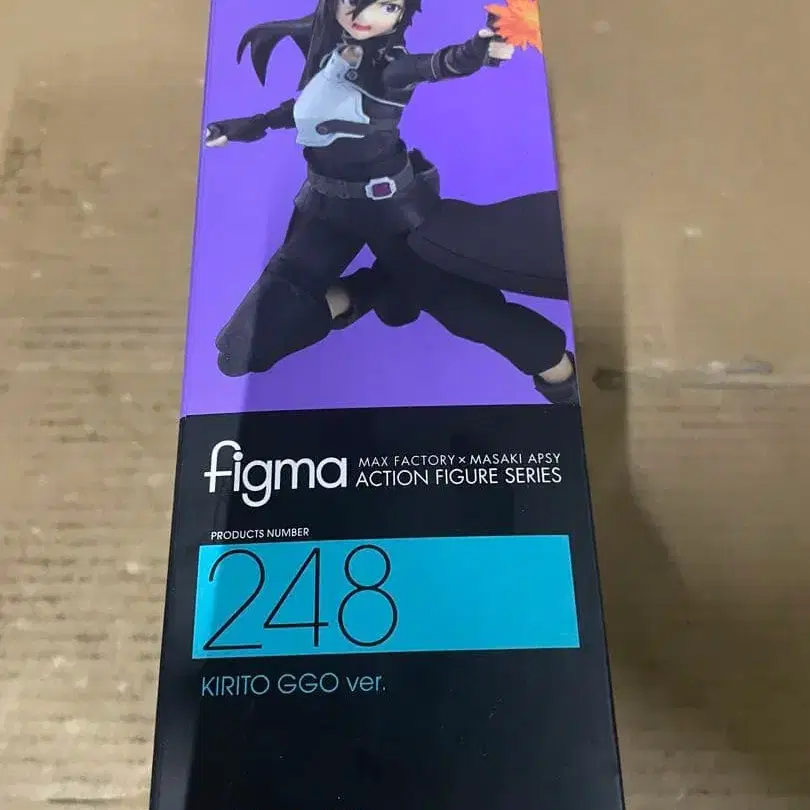 figma MAX FACTORY × MASAKI APSY
ACTION FIGURE SERIES
PRODUCTS NUMBER
248
KIRITO GGO ver.